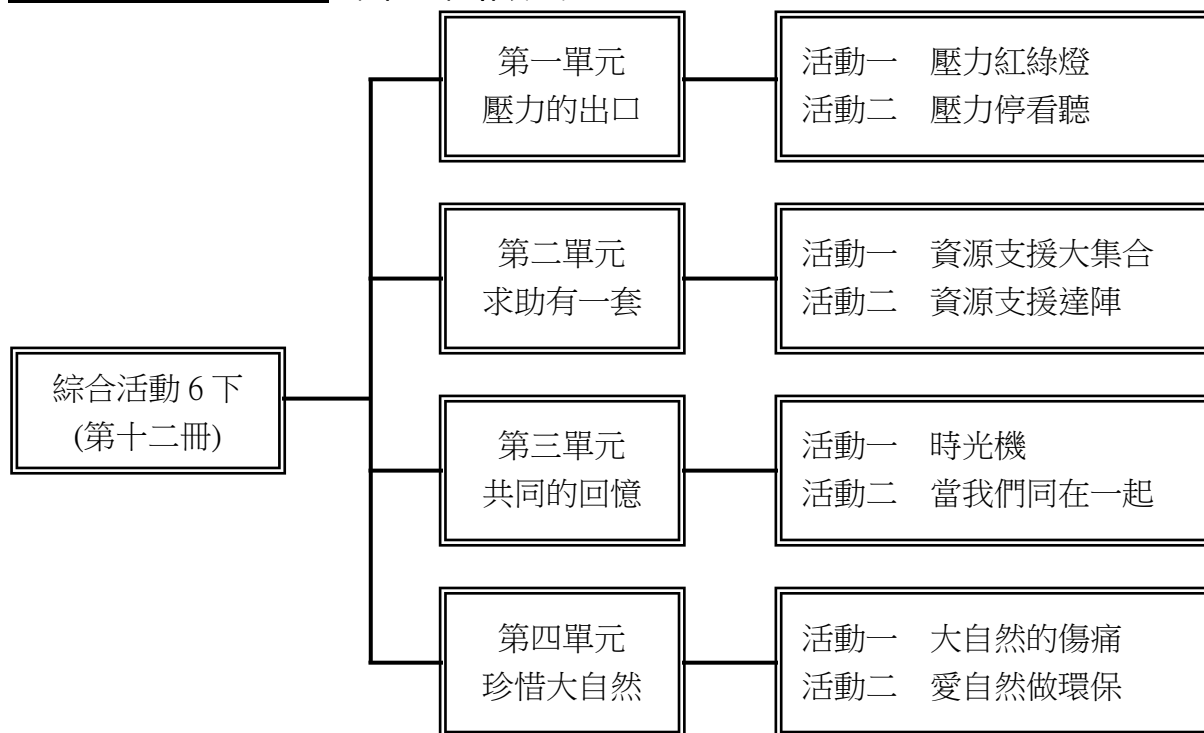 綜合活動 6 下
(第十二冊)
第一單元
壓力的出口
活動一　壓力紅綠燈
活動二　壓力停看聽
第二單元
求助有一套
活動一　資源支援大集合
活動二　資源支援達陣
第三單元
共同的回憶
活動一　時光機
活動二　當我們同在一起
第四單元
珍惜大自然
活動一　大自然的傷痛
活動二　愛自然做環保